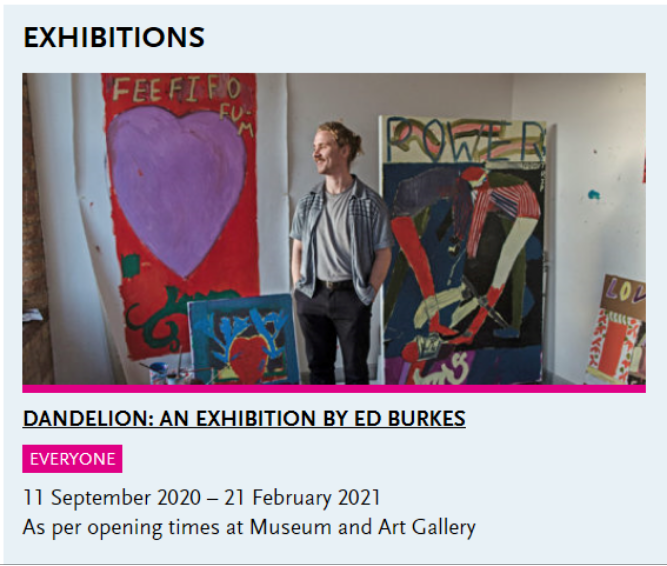 EXHIBITIONS
FEE FI FO
FU-
M
POWER
LOV
DANDELION: AN EXHIBITION BY ED BURKES
EVERYONE
11 September 2020 – 21 February 2021
As per opening times at Museum and Art Gallery